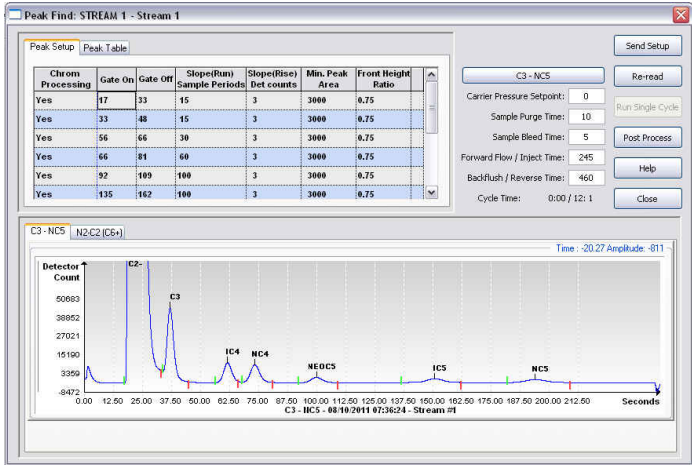 Peak Find: STREAM 1 - Stream 1
Peak Setup Peak Table
Chrom Processing Gate On Gate Off Slope(Run) Sample Periods Slope(Rise) Det counts Min. Peak Area Front Height Ratio
Yes 17 33 15 3 3000 0.75
Yes 33 48 15 3 3000 0.75
Yes 56 66 30 3 3000 0.75
Yes 66 81 60 3 3000 0.75
Yes 92 109 100 3 3000 0.75
Yes 135 162 100 3 3000 0.75
C3 - NC5
Carrier Pressure Setpoint: 0
Sample Purge Time: 10
Sample Bleed Time: 5
Forward Flow / Inject Time: 245
Backflush / Reverse Time: 460
Cycle Time: 0:00 / 12: 1
Send Setup
Re-read
Run Single Cycle
Post Process
Help
Close
C3 - NC5 N2-C2 (C6+)
Time : -20.27 Amplitude: -811
Detector Count
C2-
C3
IC4 NC4 NEOC5 IC5 NC5
50683
38852
27021
15190
3359
-8472
0.00 12.50 25.00 37.50 50.00 62.50 75.00 87.50 100.00 112.50 125.00 137.50 150.00 162.50 175.00 187.50 200.00 212.50 Seconds
C3 - NC5 - 08/10/2011 07:36:24 - Stream #1